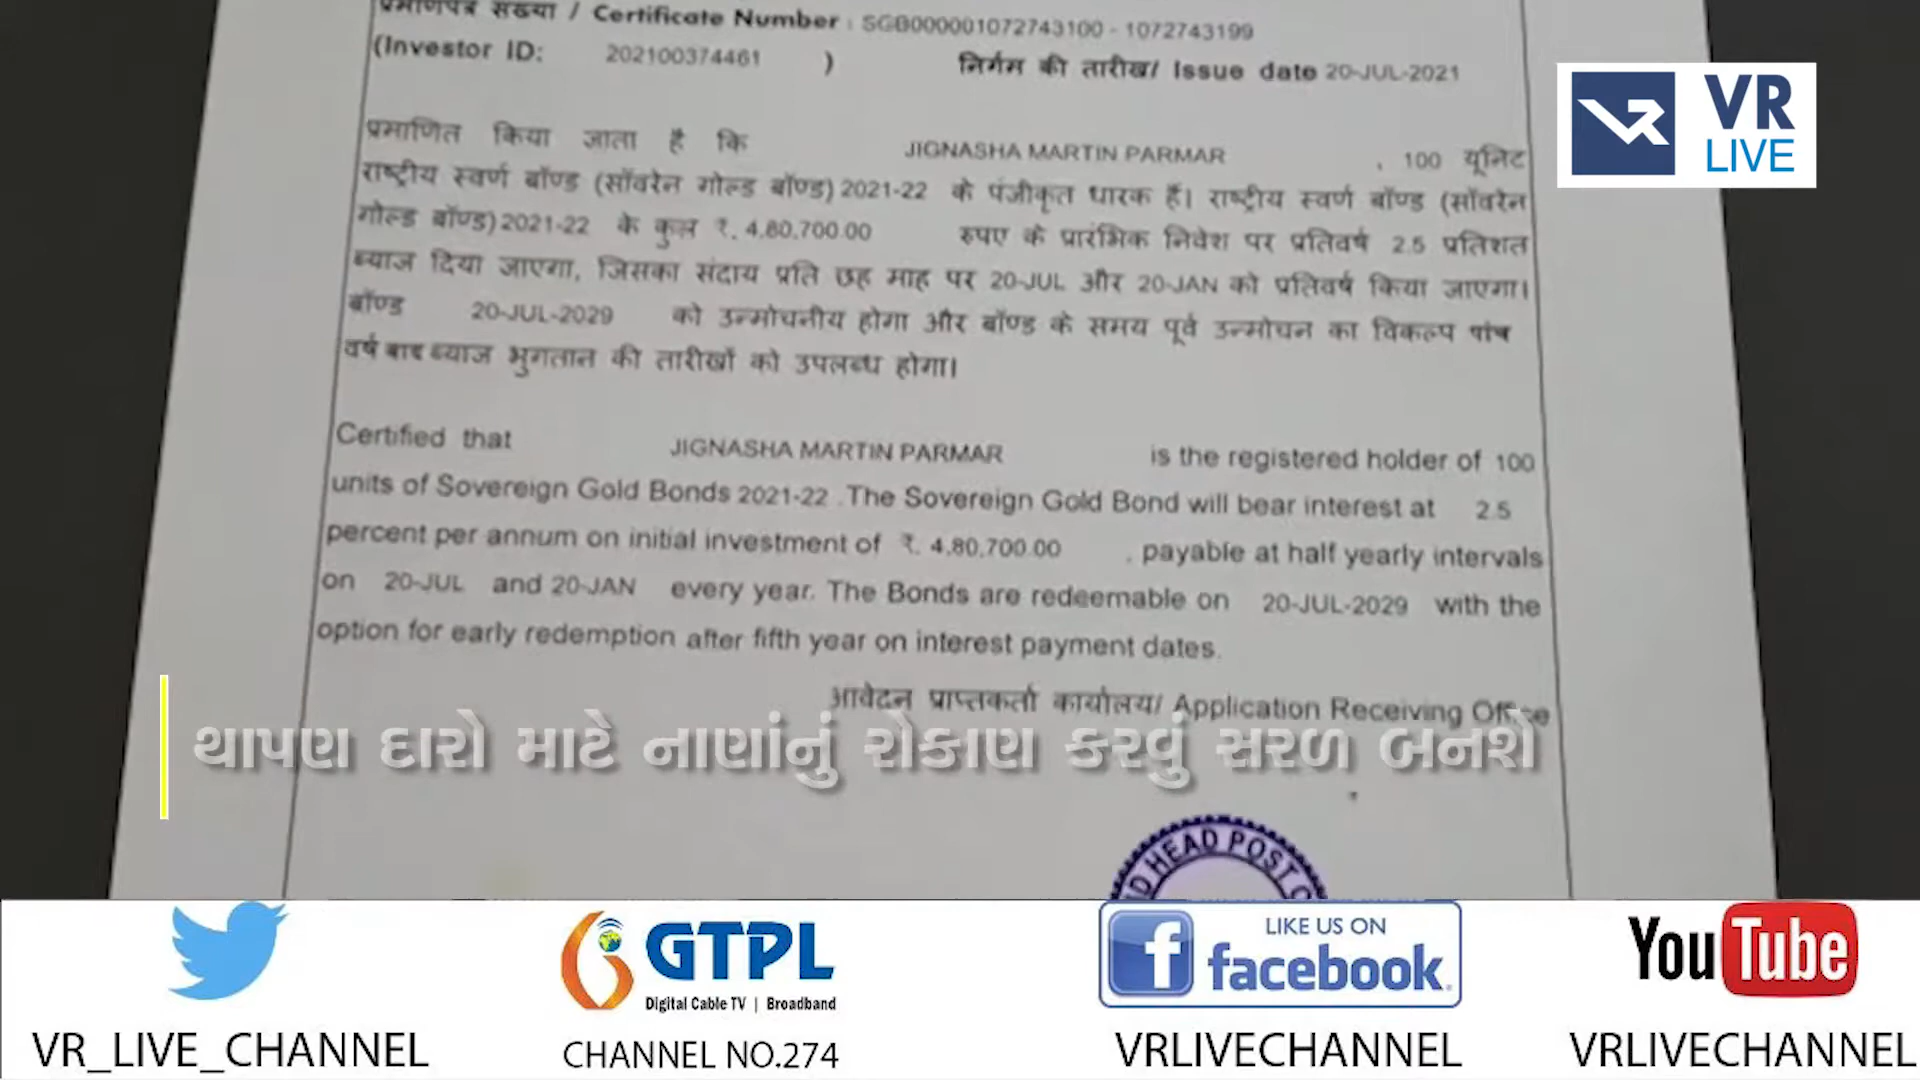 प्रमाणपत्र संख्या / Certificate Number : SGB000001072743100 - 1072743199
(Investor ID: 202100374461 ) निर्गम की तारीख/ Issue date 20-JUL-2021
VR
LIVE
प्रमाणित किया जाता है कि JIGNASHA MARTIN PARMAR , 100 यूनिट
राष्ट्रीय स्वर्ण बॉण्ड (सॉवरेन गोल्ड बॉण्ड) 2021-22 के पंजीकृत धारक हैं। राष्ट्रीय स्वर्ण बॉण्ड (सॉवरेन
गोल्ड बॉण्ड) 2021-22 के कुल ₹. 4,80,700.00 रुपए के प्रारंभिक निवेश पर प्रतिवर्ष 2.5 प्रतिशत
ब्याज दिया जाएगा, जिसका संदाय प्रति छह माह पर 20-JUL और 20-JAN को प्रतिवर्ष किया जाएगा।
बॉण्ड 20-JUL-2029 को उन्मोचनीय होगा और बॉण्ड के समय पूर्व उन्मोचन का विकल्प पांच
वर्ष बाद ब्याज भुगतान की तारीखों को उपलब्ध होगा।
Certified that JIGNASHA MARTIN PARMAR is the registered holder of 100
units of Sovereign Gold Bonds 2021-22 . The Sovereign Gold Bond will bear interest at 2.5
percent per annum on initial investment of ₹. 4,80,700.00 , payable at half yearly intervals
on 20-JUL and 20-JAN every year. The Bonds are redeemable on 20-JUL-2029 with the
option for early redemption after fifth year on interest payment dates.
आवेदन प्राप्तकर्ता कार्यालय/ Application Receiving Office
થાપણ દારો માટે નાણાંનું રોકાણ કરવું સરળ બનશે
HEAD POST
GTPL
Digital Cable TV | Broadband
LIKE US ON
facebook.
YouTube
VR_LIVE_CHANNEL
CHANNEL NO.274
VRLIVECHANNEL
VRLIVECHANNEL